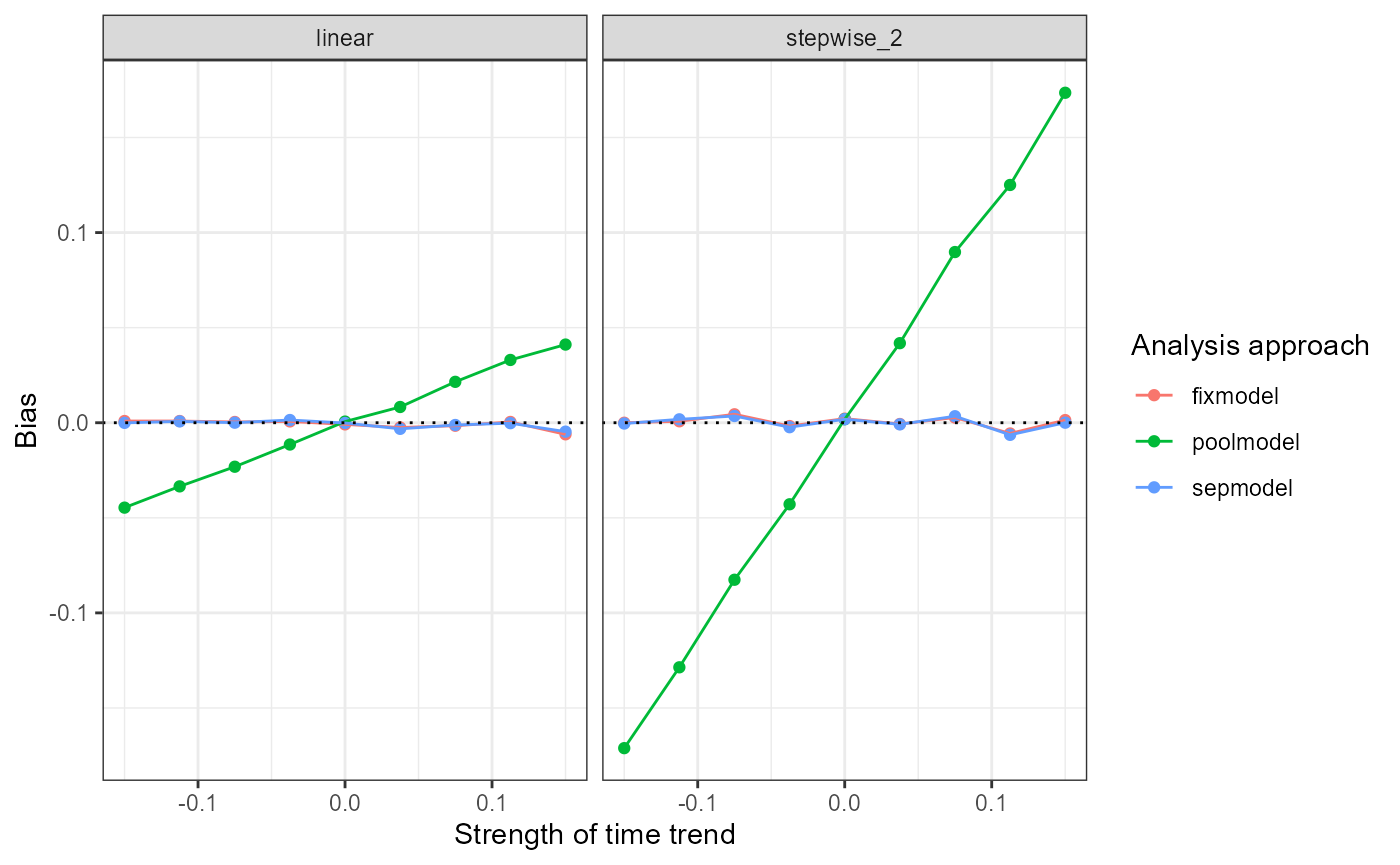 linear
stepwise_2
Bias
0.1
0.0
-0.1
-0.1 0.0 0.1
-0.1 0.0 0.1
Strength of time trend
Analysis approach
fixmodel
poolmodel
sepmodel